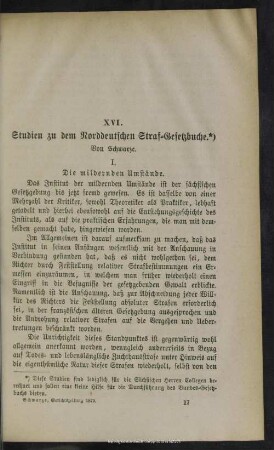 XVI.
Studien zu dem Norddeutschen Straf-Gesetzbuche.*)
Von Schwarze.
I.
Die mildernden Umstände.
Das Institut der mildernden Umstände ist der sächsischen
Gesetzgebung bis jetzt fremd gewesen. Es ist dasselbe von einer
Mehrzahl der Kritiker, sowohl Theoretiker als Praktiker, lebhaft
getadelt und hierbei ebensowohl auf die Entstehungsgeschichte des
Instituts, als auf die praktischen Erfahrungen, die man mit dem-
selben gemacht haben, hingewiesen worden.
Im Allgemeinen ist darauf aufmerksam zu machen, daß das
Institut in seinen Anfängen wesentlich mit der Anschauung in
Verbindung gestanden hat, daß es nicht wohlgethan sei, dem
Richter durch Feststellung relativer Strafbestimmungen ein Er-
messen einzuräumen, in welchem man früher wiederholt einen
Eingriff in die Befugnisse der gesetzgebenden Gewalt erblickte.
Namentlich ist die Anschauung, daß zur Abschneidung jeder Will-
kür des Richters die Feststellung absoluter Strafen erforderlich
sei, in der französischen älteren Gesetzgebung ausgesprochen und
die Unbedingtheit der Strafen auf die Vergehen und Ueber-
tretungen zurückerstreckt worden.
Die Unrichtigkeit dieses Standpunktes ist gegenwärtig wohl
allgemein anerkannt worden, wenngleich andererseits in Bezug
auf Todes- und lebenslängliche Zuchthausstrafe unter Hinweis auf
die eigenthümliche Natur dieser Strafen wiederholt, selbst in den
*) Diese Studien sind lediglich für die Sächsischen Herren Collegen be-
rechnet und sollen eine kleine Hilfe für die Durchführung des Bundes-Gesetz-
buchs bieten.
Schwarze, Gerichtszeitung 1870. 17